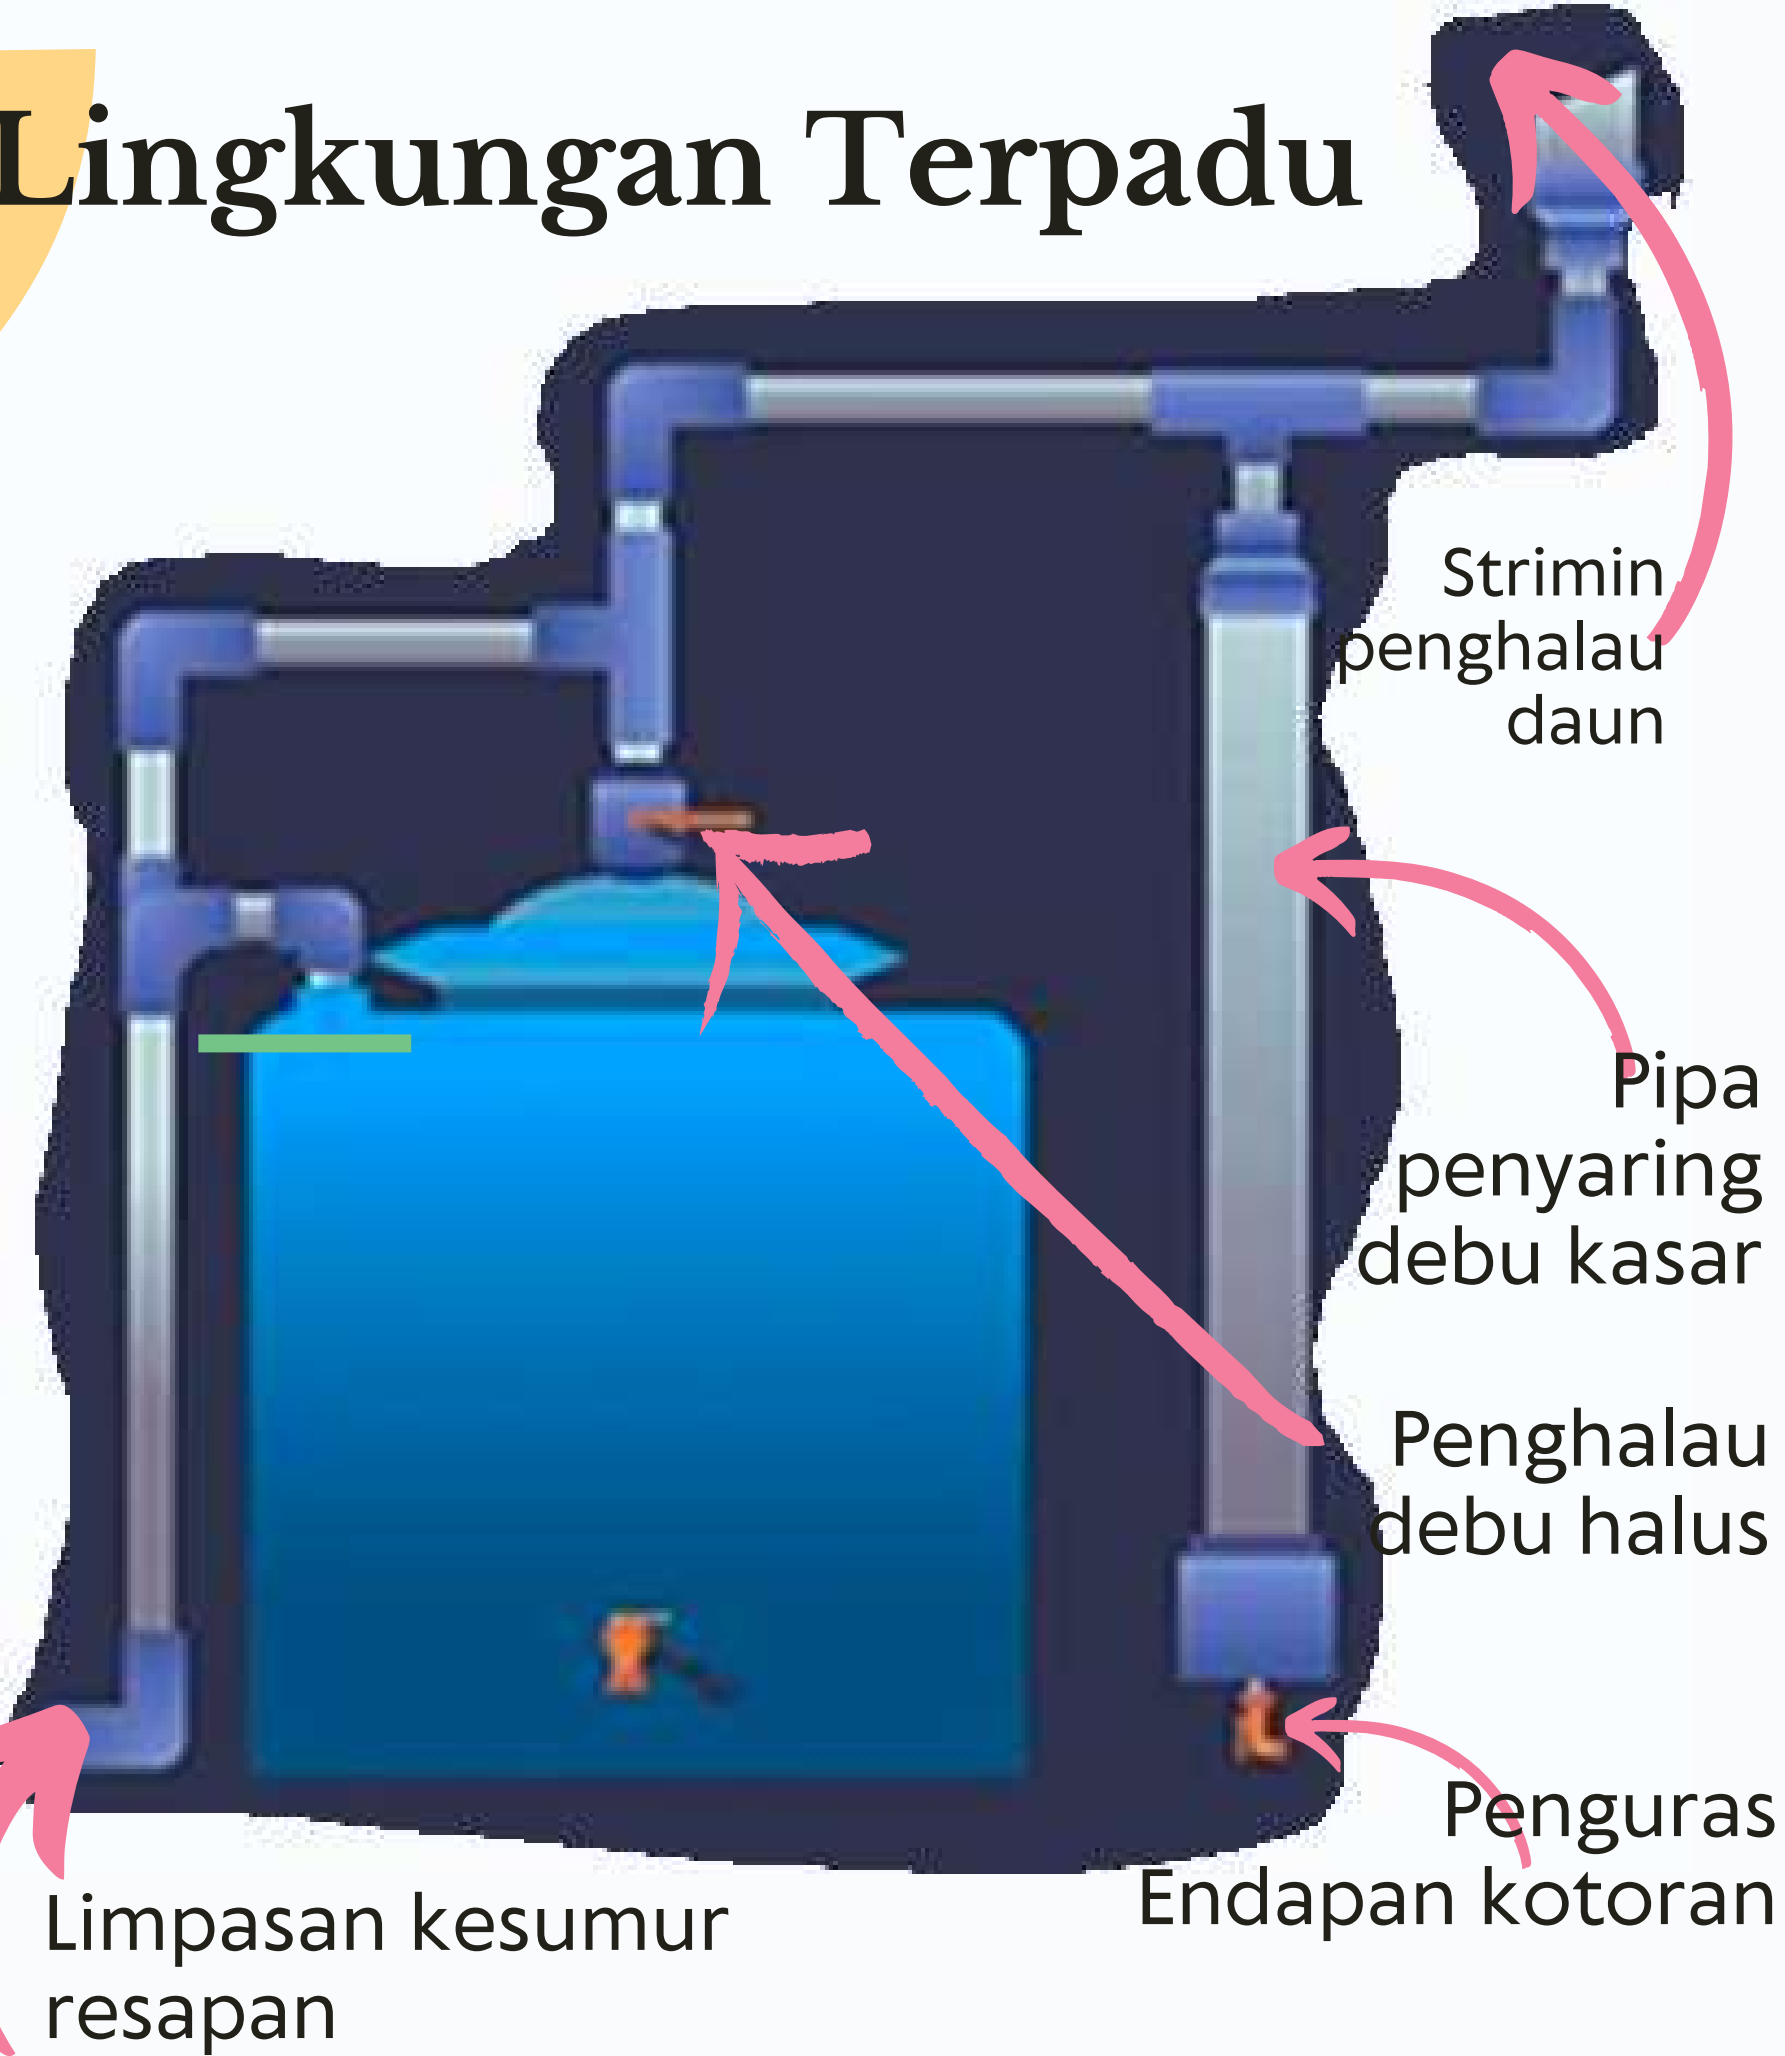 Lingkungan Terpadu
Strimin
penghalau
daun
Pipa
penyaring
debu kasar
Penghalau
debu halus
Penguras
Endapan kotoran
Limpasan kesumur
resapan